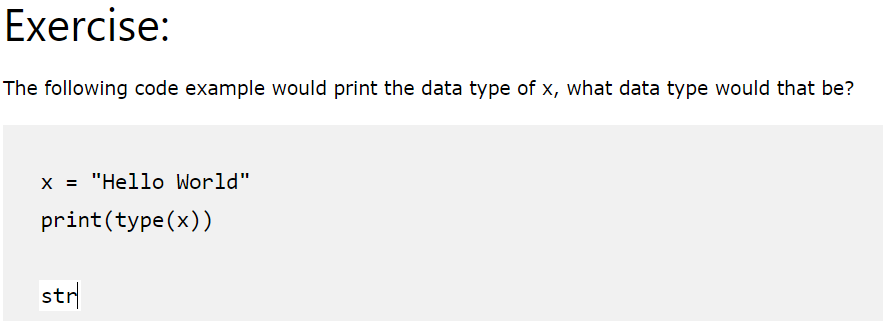 Exercise:
The following code example would print the data type of x, what data type would that be?
x = "Hello World"
print(type(x))
str